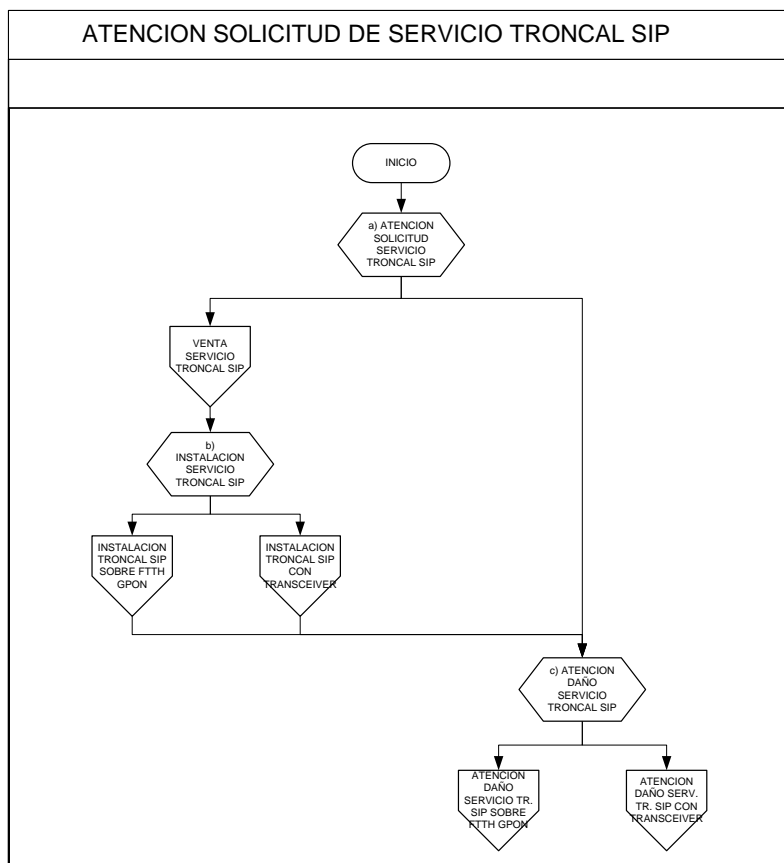 ATENCION SOLICITUD DE SERVICIO TRONCAL SIP
INICIO
a) ATENCION
SOLICITUD
SERVICIO
TRONCAL SIP
VENTA
SERVICIO
TRONCAL SIP
b)
INSTALACION
SERVICIO
TRONCAL SIP
INSTALACION
TRONCAL SIP
SOBRE FTTH
GPON
INSTALACION
TRONCAL SIP
CON
TRANSCEIVER
c) ATENCION
DAÑO
SERVICIO
TRONCAL SIP
ATENCION
DAÑO
SERVICIO TR.
SIP SOBRE
FTTH GPON
ATENCION
DAÑO SERV.
TR. SIP CON
TRANSCEIVER